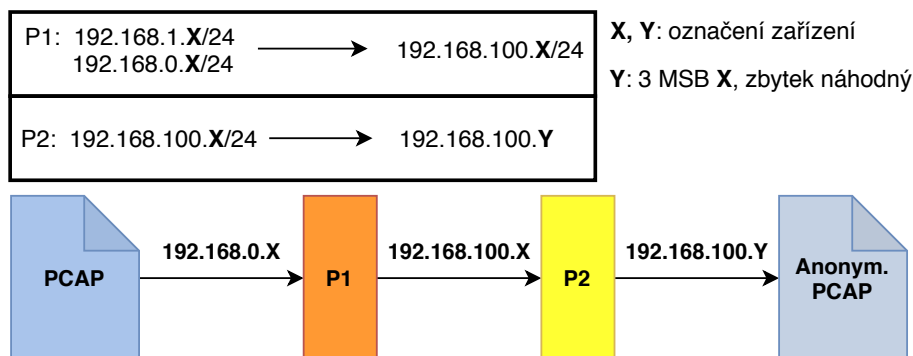 P1: 192.168.1.X/24
192.168.0.X/24
192.168.100.X/24
X, Y: označení zařízení
Y: 3 MSB X, zbytek náhodný
P2: 192.168.100.X/24
192.168.100.Y
PCAP
192.168.0.X
P1
192.168.100.X
P2
192.168.100.Y
Anonym.
PCAP